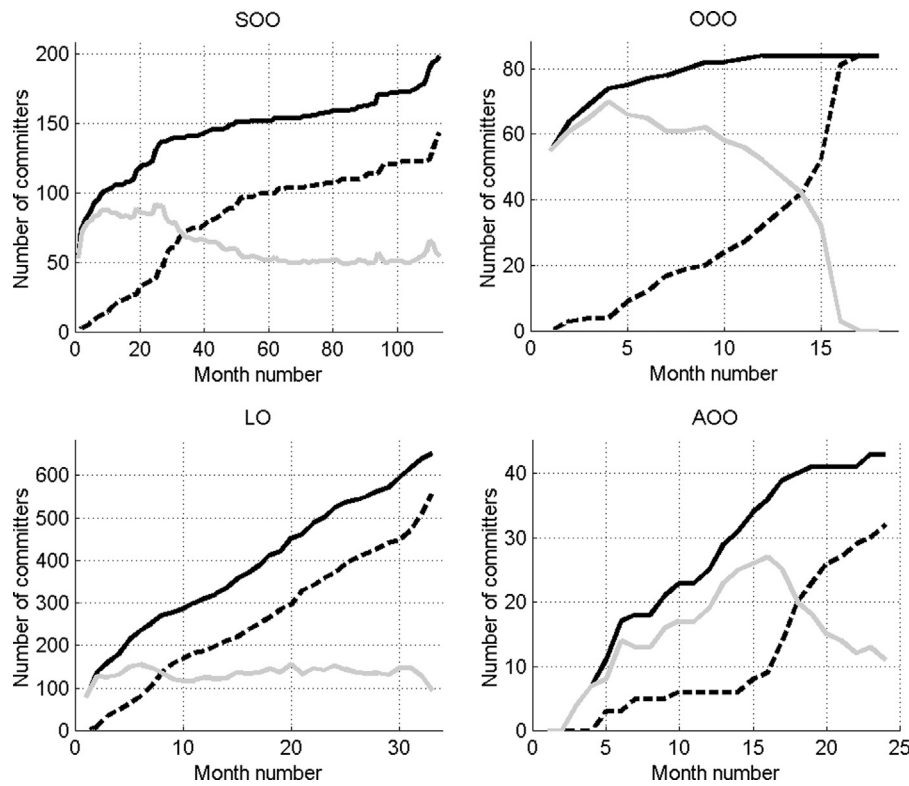 SOO
Number of committers
200
150
100
50
0
0 20 40 60 80 100
Month number
OOO
Number of committers
80
60
40
20
0
0 5 10 15
Month number
LO
Number of committers
600
500
400
300
200
100
0
0 10 20 30
Month number
AOO
Number of committers
40
30
20
10
0
0 5 10 15 20 25
Month number